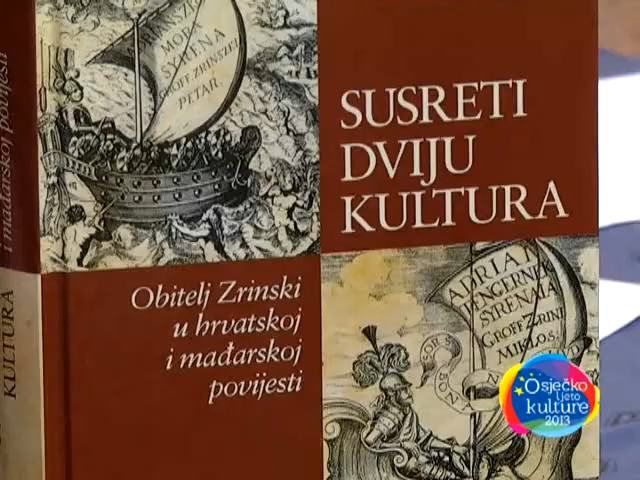 SYRENA
GROFF ZRINSZKI
PETAR.
SUSRETI
DVIJU
KULTURA
Obitelj Zrinski
u hrvatskoj
i mađarskoj
povijesti
i mađarskoj povijesti
KULTURA
ADRIAI
TENGERNEK
SYRENAIA
GROFF ZRINI
MIKLOS.
Osječko
ljeto
kulture
2013